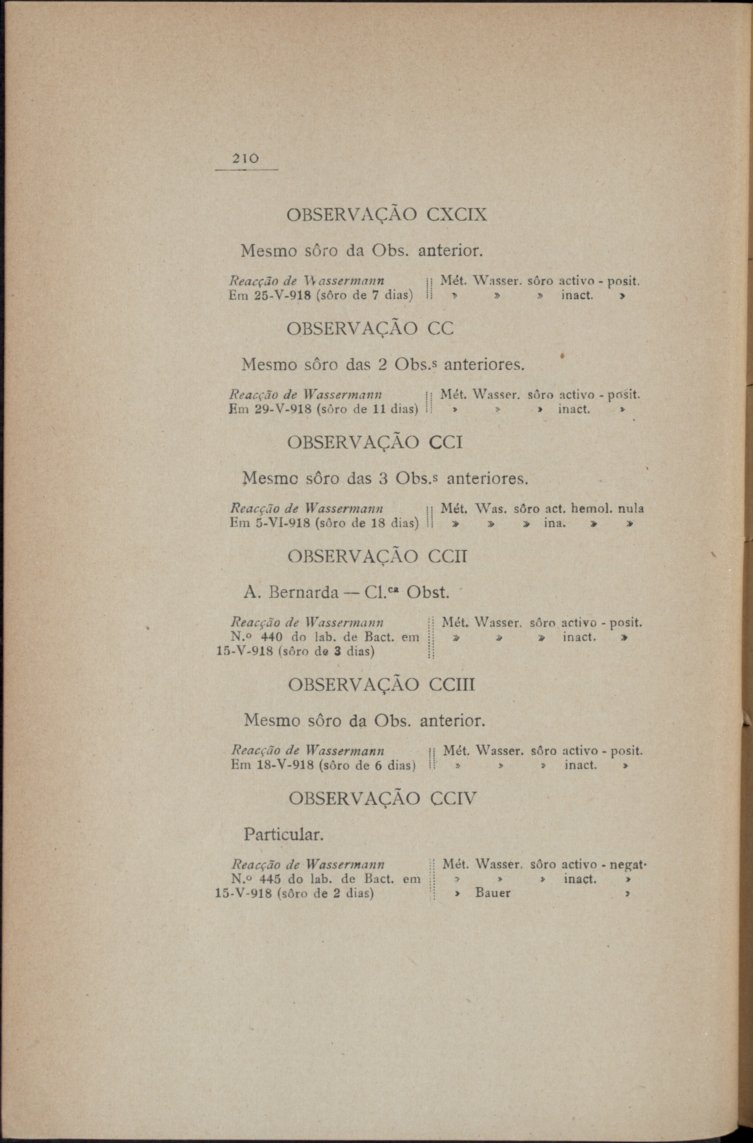 210
OBSERVAÇÃO CXCIX
Mesmo sôro da Obs. anterior.
Reacção de Wassermann Mét. Wasser. sôro activo - posit.
Em 25-V-918 (sôro de 7 dias) » » » inact. »
OBSERVAÇÃO CC
Mesmo sôro das 2 Obs.s anteriores.
Reacção de Wassermann Mét. Wasser. sôro activo - posit.
Em 29-V-918 (sôro de 11 dias) » » » inact. »
OBSERVAÇÃO CCI
Mesmo sôro das 3 Obs.s anteriores.
Reacção de Wassermann Mét. Was. sôro act. hemol. nula
Em 5-VI-918 (sôro de 18 dias) » » » ina. » »
OBSERVAÇÃO CCII
A. Bernarda — Cl.ca Obst.
Reacção de Wassermann Mét. Wasser. sôro activo - posit.
N.º 440 do lab. de Bact. em » » » inact. »
15-V-918 (sôro de 3 dias)
OBSERVAÇÃO CCIII
Mesmo sôro da Obs. anterior.
Reacção de Wassermann Mét. Wasser. sôro activo - posit.
Em 18-V-918 (sôro de 6 dias) » » » inact. »
OBSERVAÇÃO CCIV
Particular.
Reacção de Wassermann Mét. Wasser. sôro activo - negat·
N.º 445 do lab. de Bact. em » » » inact. »
15-V-918 (sôro de 2 dias) » Bauer »